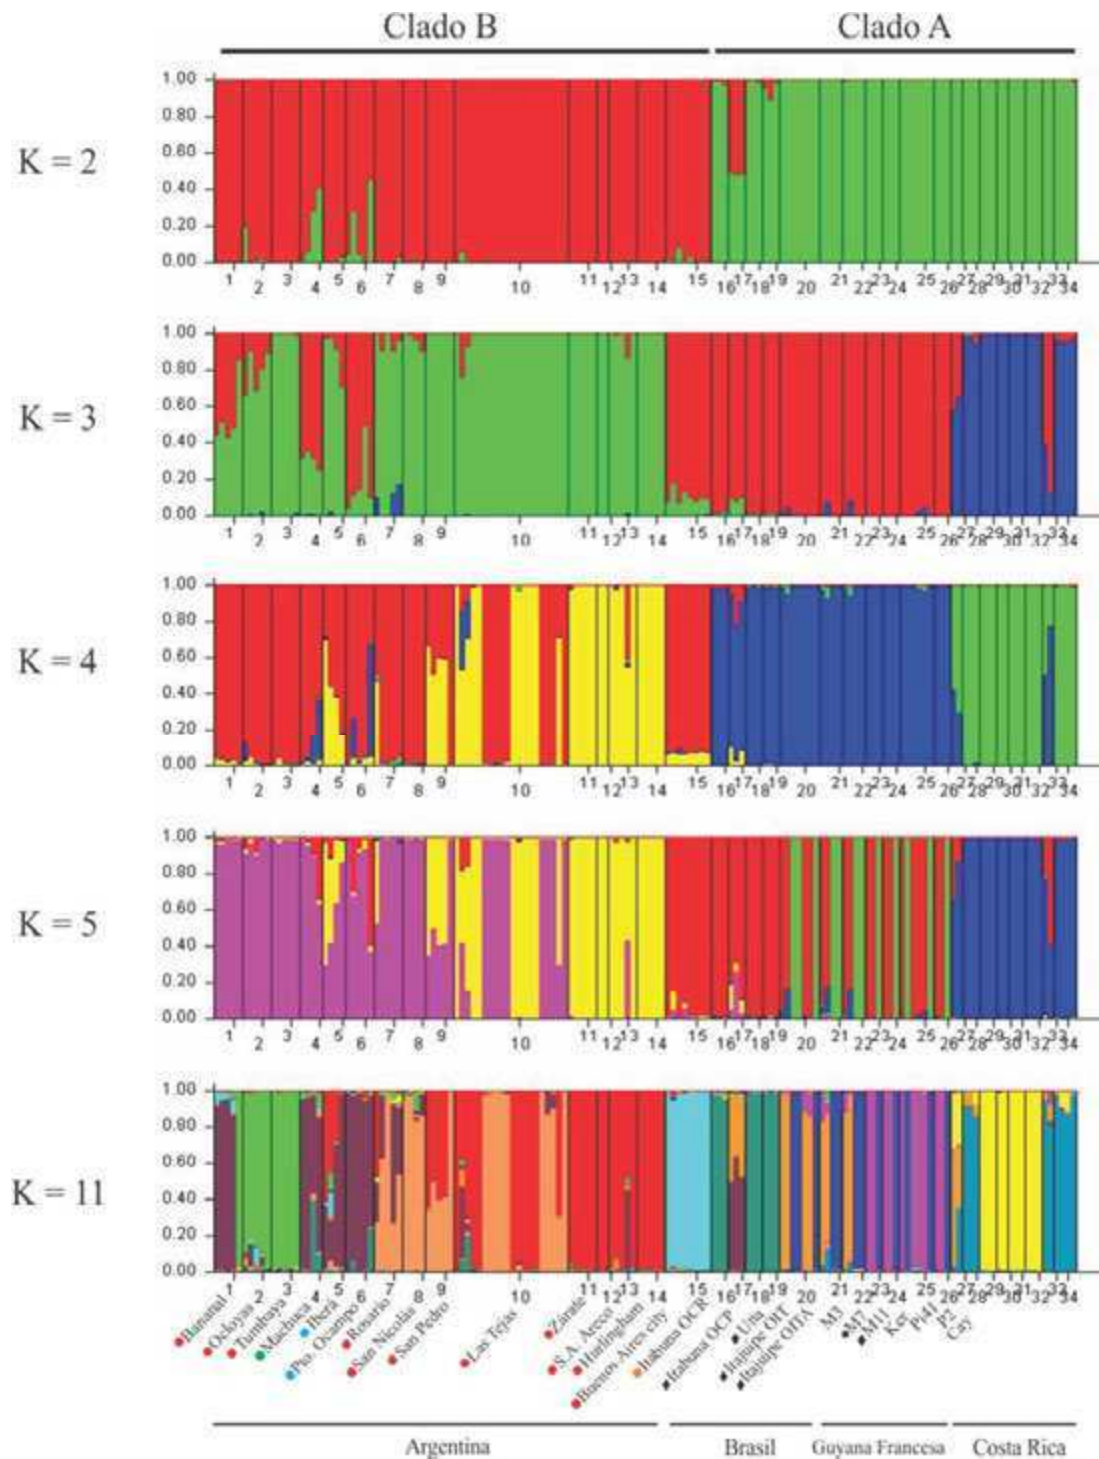 Clado B Clado A
K = 2
1.00
0.80
0.60
0.40
0.20
0.00
1 2 3 4 5 6 7 8 9 10 11 12 13 14 15 16 17 18 19 20 21 22 23 24 25 26 27 28 29 30 31 32 33 34
K = 3
1.00
0.80
0.60
0.40
0.20
0.00
1 2 3 4 5 6 7 8 9 10 11 12 13 14 15 16 17 18 19 20 21 22 23 24 25 26 27 28 29 30 31 32 33 34
K = 4
1.00
0.80
0.60
0.40
0.20
0.00
1 2 3 4 5 6 7 8 9 10 11 12 13 14 15 16 17 18 19 20 21 22 23 24 25 26 27 28 29 30 31 32 33 34
K = 5
1.00
0.80
0.60
0.40
0.20
0.00
1 2 3 4 5 6 7 8 9 10 11 12 13 14 15 16 17 18 19 20 21 22 23 24 25 26 27 28 29 30 31 32 33 34
K = 11
1.00
0.80
0.60
0.40
0.20
0.00
1 2 3 4 5 6 7 8 9 10 11 12 13 14 15 16 17 18 19 20 21 22 23 24 25 26 27 28 29 30 31 32 33 34
Bananal
Ocloyas
Tumbaya
Machuca
Iberá
Pto. Ocampo
Rosario
San Nicolás
San Pedro
Las Tejas
Zárate
S.A. Areco
Hurlingham
Buenos Aires city
Itabuna OCR
Itabuna OCP
Una
Itajuipe OIT
Itajuipe OITA
M3
M7
M11
Ker
Pi41
P7
Cay
Argentina Brasil Guyana Francesa Costa Rica